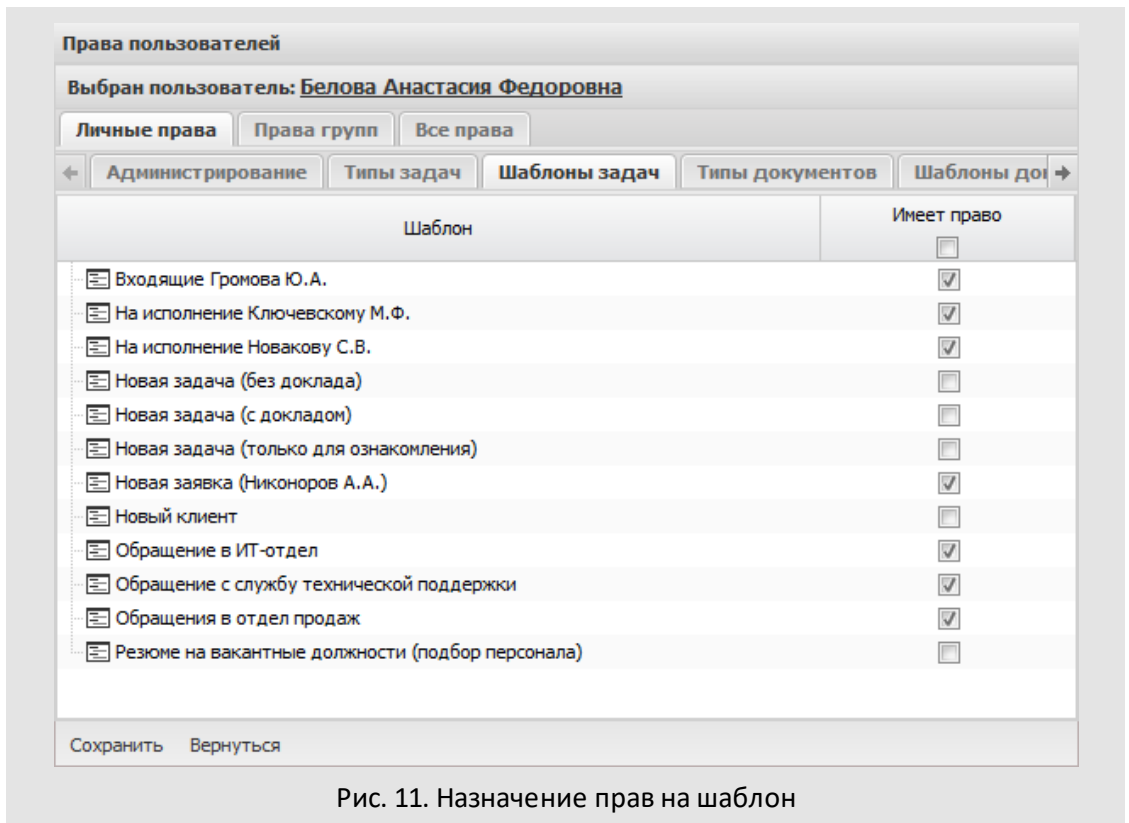 Права пользователей
Выбран пользователь: Белова Анастасия Федоровна
Личные права Права групп Все права
Администрирование Типы задач Шаблоны задач Типы документов Шаблоны до
Шаблон Имеет право
Входящие Громова Ю.А.
На исполнение Ключевскому М.Ф.
На исполнение Новакову С.В.
Новая задача (без доклада)
Новая задача (с докладом)
Новая задача (только для ознакомления)
Новая заявка (Никоноров А.А.)
Новый клиент
Обращение в ИТ-отдел
Обращение с службу технической поддержки
Обращения в отдел продаж
Резюме на вакантные должности (подбор персонала)
Сохранить Вернуться
Рис. 11. Назначение прав на шаблон